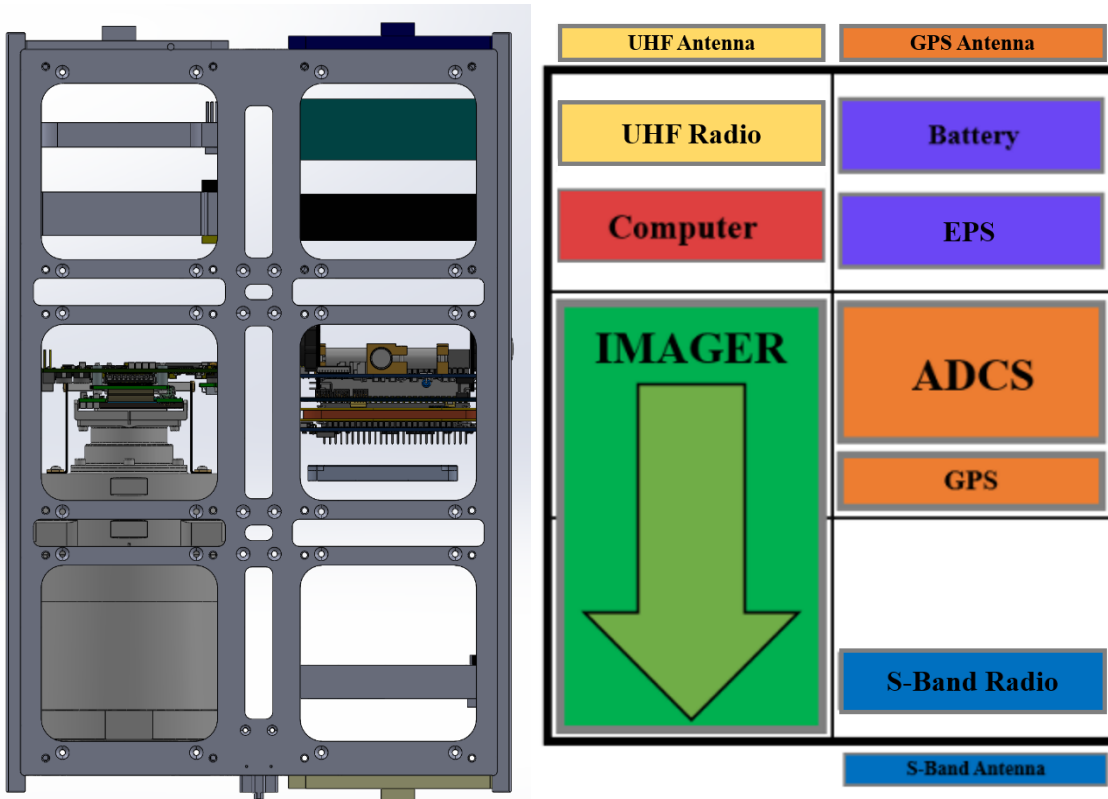 UHF Antenna
GPS Antenna
UHF Radio
Battery
Computer
EPS
IMAGER
ADCS
GPS
S-Band Radio
S-Band Antenna